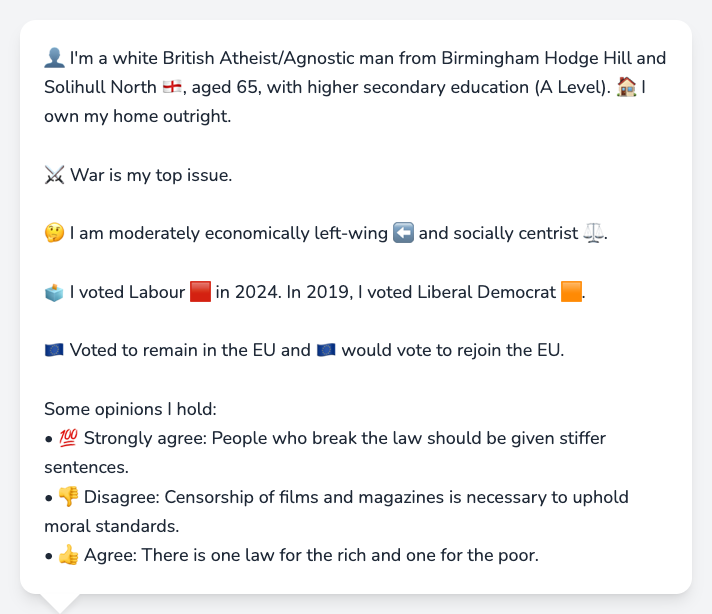 👤 I'm a white British Atheist/Agnostic man from Birmingham Hodge Hill and
Solihull North 🏴󠁧󠁢󠁥󠁮󠁧󠁿, aged 65, with higher secondary education (A Level). 🏠 I
own my home outright.
⚔️ War is my top issue.
🤔 I am moderately economically left-wing ⬅️ and socially centrist ⚖️.
🗳️ I voted Labour 🟥 in 2024. In 2019, I voted Liberal Democrat 🟧.
🇪🇺 Voted to remain in the EU and 🇪🇺 would vote to rejoin the EU.
Some opinions I hold:
• 💯 Strongly agree: People who break the law should be given stiffer
sentences.
• 👎 Disagree: Censorship of films and magazines is necessary to uphold
moral standards.
• 👍 Agree: There is one law for the rich and one for the poor.